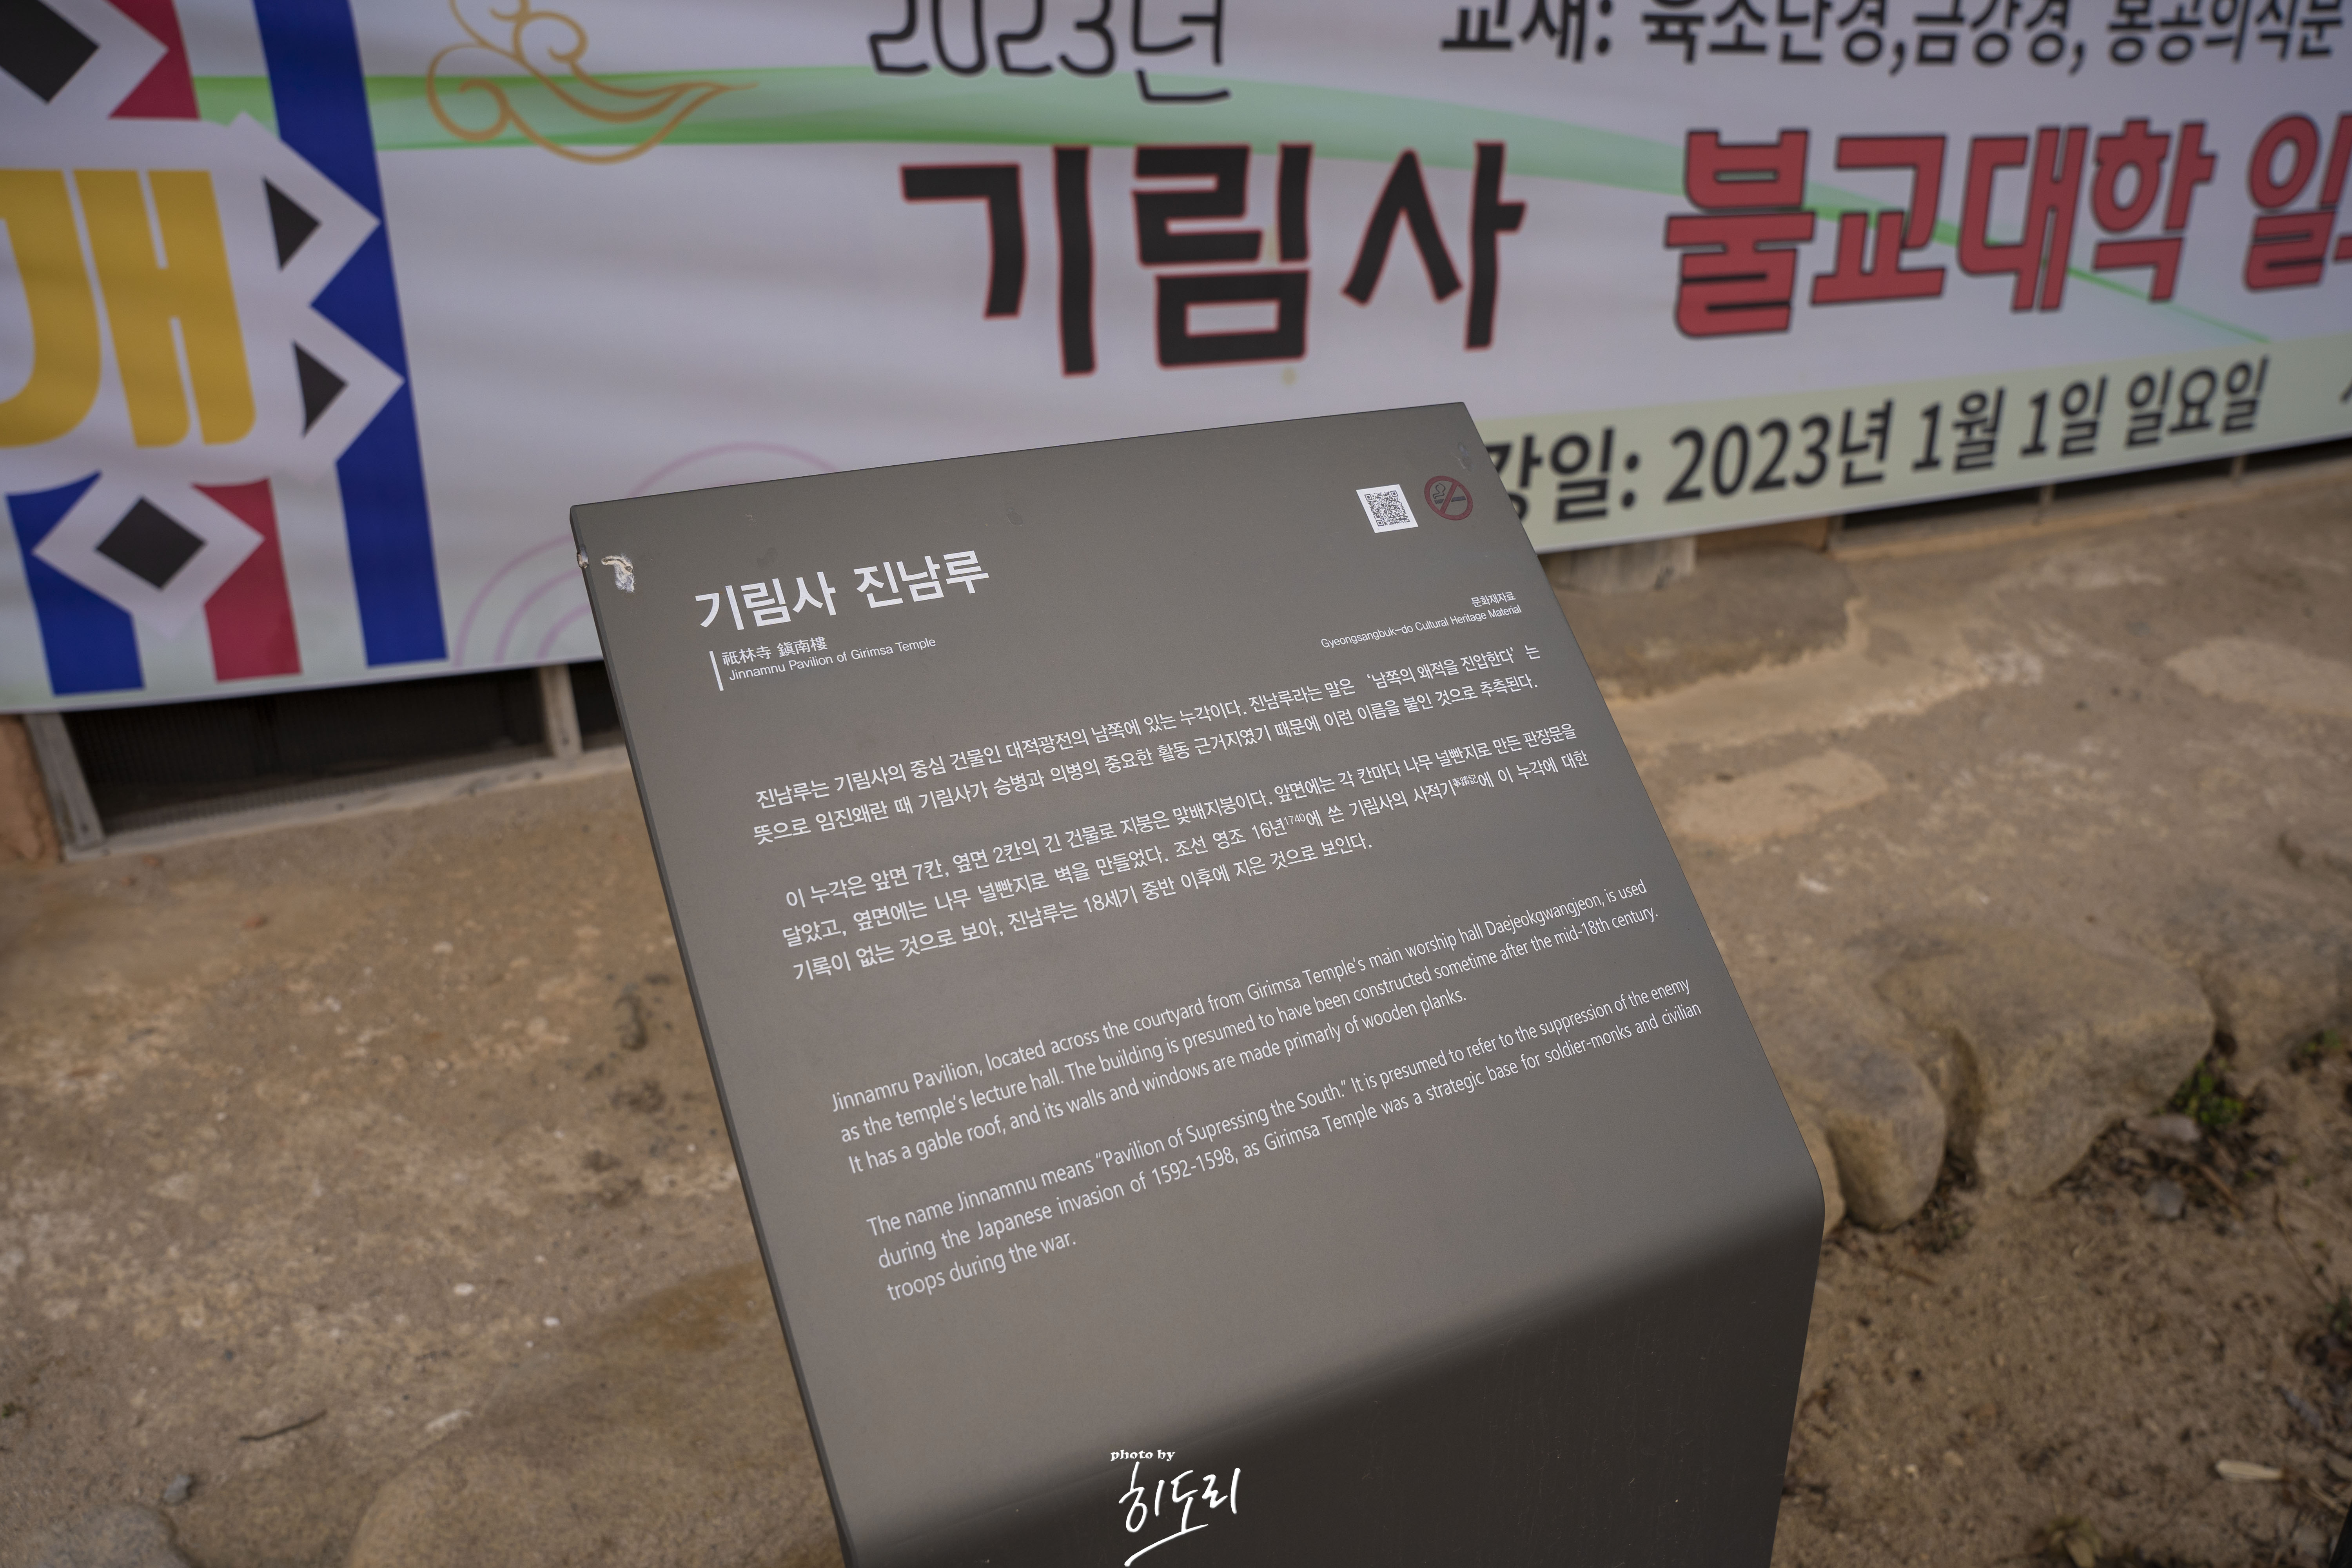 2023년
교재: 육조단경,금강경, 봉공의식문
개
기림사 불교대학 일
강일: 2023년 1월 1일 일요일
기림사 진남루
祇林寺 鎭南樓
Jinnamnu Pavilion of Girimsa Temple
문화재자료
Gyeongsangbuk-do Cultural Heritage Material
진남루는 기림사의 중심 건물인 대적광전의 남쪽에 있는 누각이다. 진남루라는 말은 ‘남쪽의 왜적을 진압한다’ 는
뜻으로 임진왜란 때 기림사가 승병과 의병의 중요한 활동 근거지였기 때문에 이런 이름을 붙인 것으로 추측된다.
이 누각은 앞면 7칸, 옆면 2칸의 긴 건물로 지붕은 맞배지붕이다. 앞면에는 각 칸마다 나무 널빤지로 만든 판장문을
달았고, 옆면에는 나무 널빤지로 벽을 만들었다. 조선 영조 16년1740에 쓴 기림사의 사적기事蹟記에 이 누각에 대한
기록이 없는 것으로 보아, 진남루는 18세기 중반 이후에 지은 것으로 보인다.
Jinnamru Pavilion, located across the courtyard from Girimsa Temple's main worship hall Daejeokgwangjeon, is used
as the temple's lecture hall. The building is presumed to have been constructed sometime after the mid-18th century.
It has a gable roof, and its walls and windows are made primarly of wooden planks.
The name Jinnamnu means “Pavilion of Supressing the South.” It is presumed to refer to the suppression of the enemy
during the Japanese invasion of 1592-1598, as Girimsa Temple was a strategic base for soldier-monks and civilian
troops during the war.
photo by
히도리